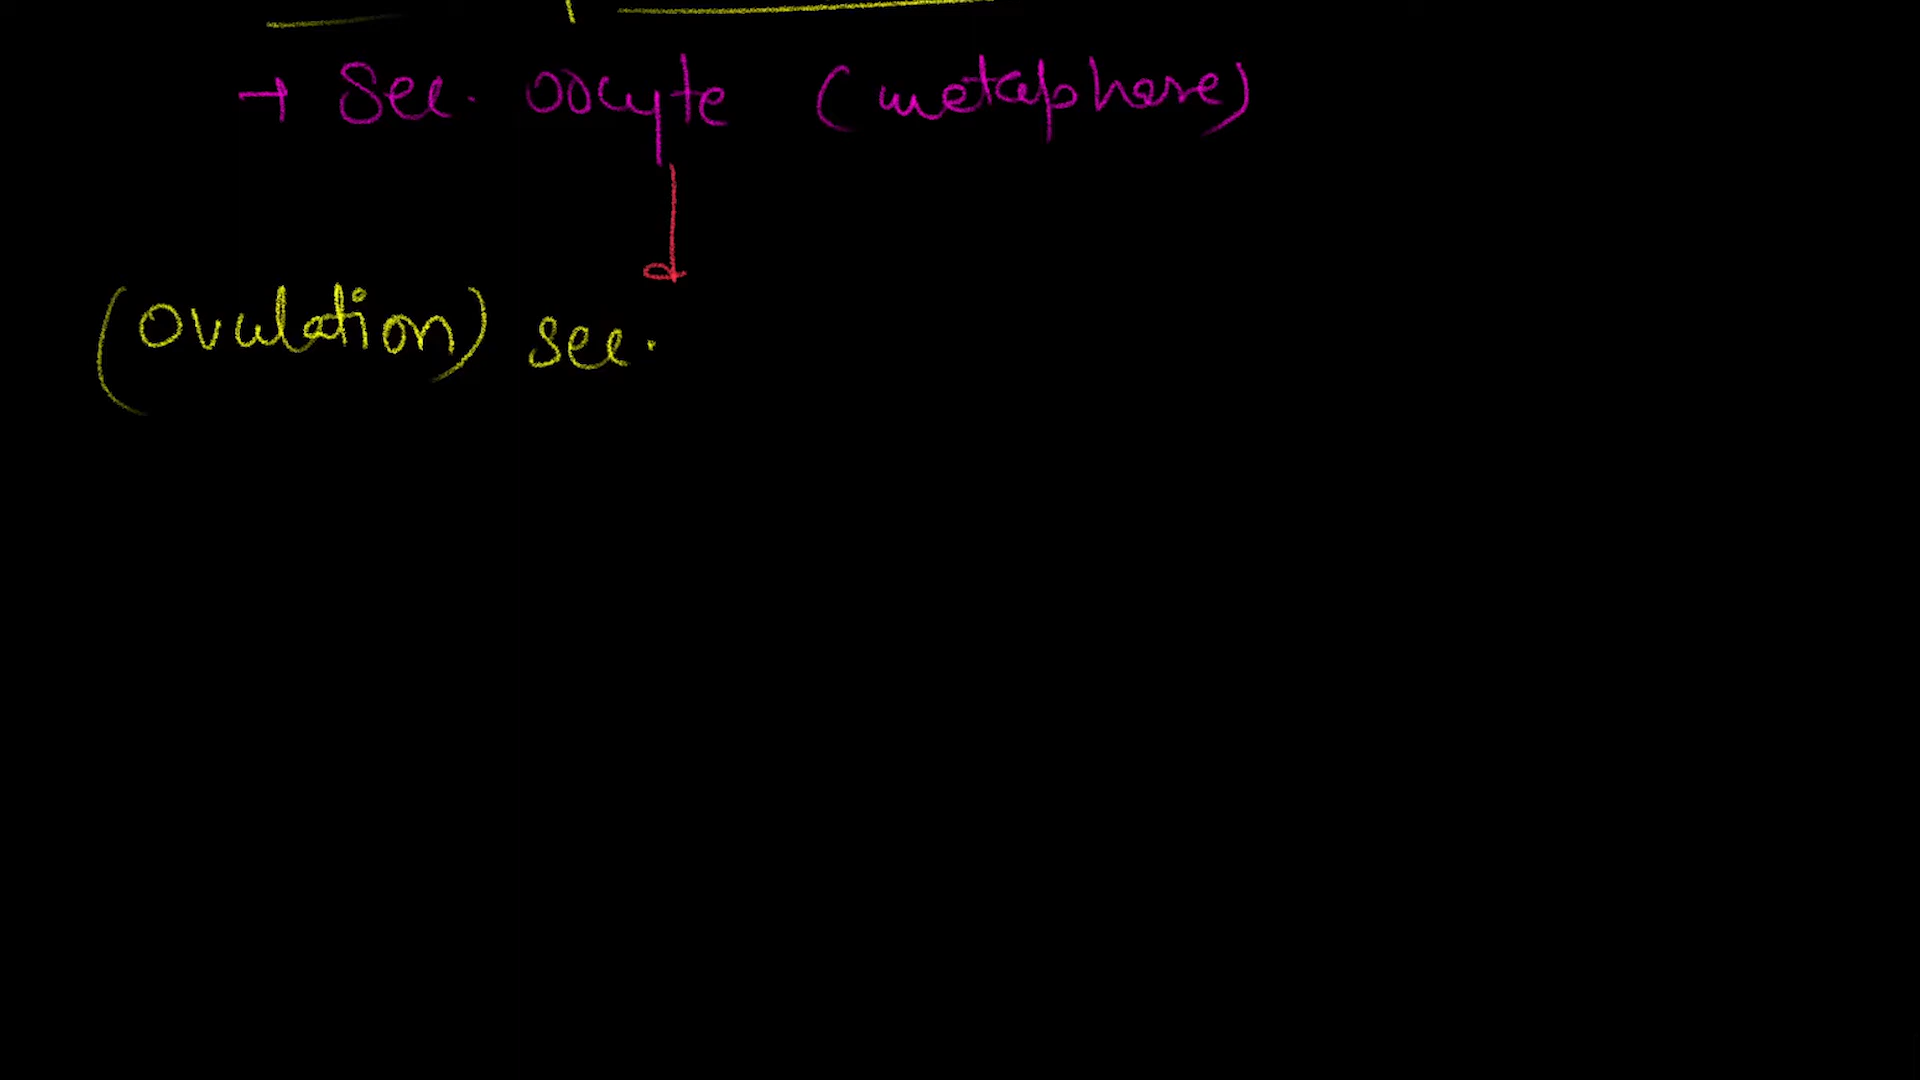 → Sec. oocyte (metaphase)
(ovulation) sec.